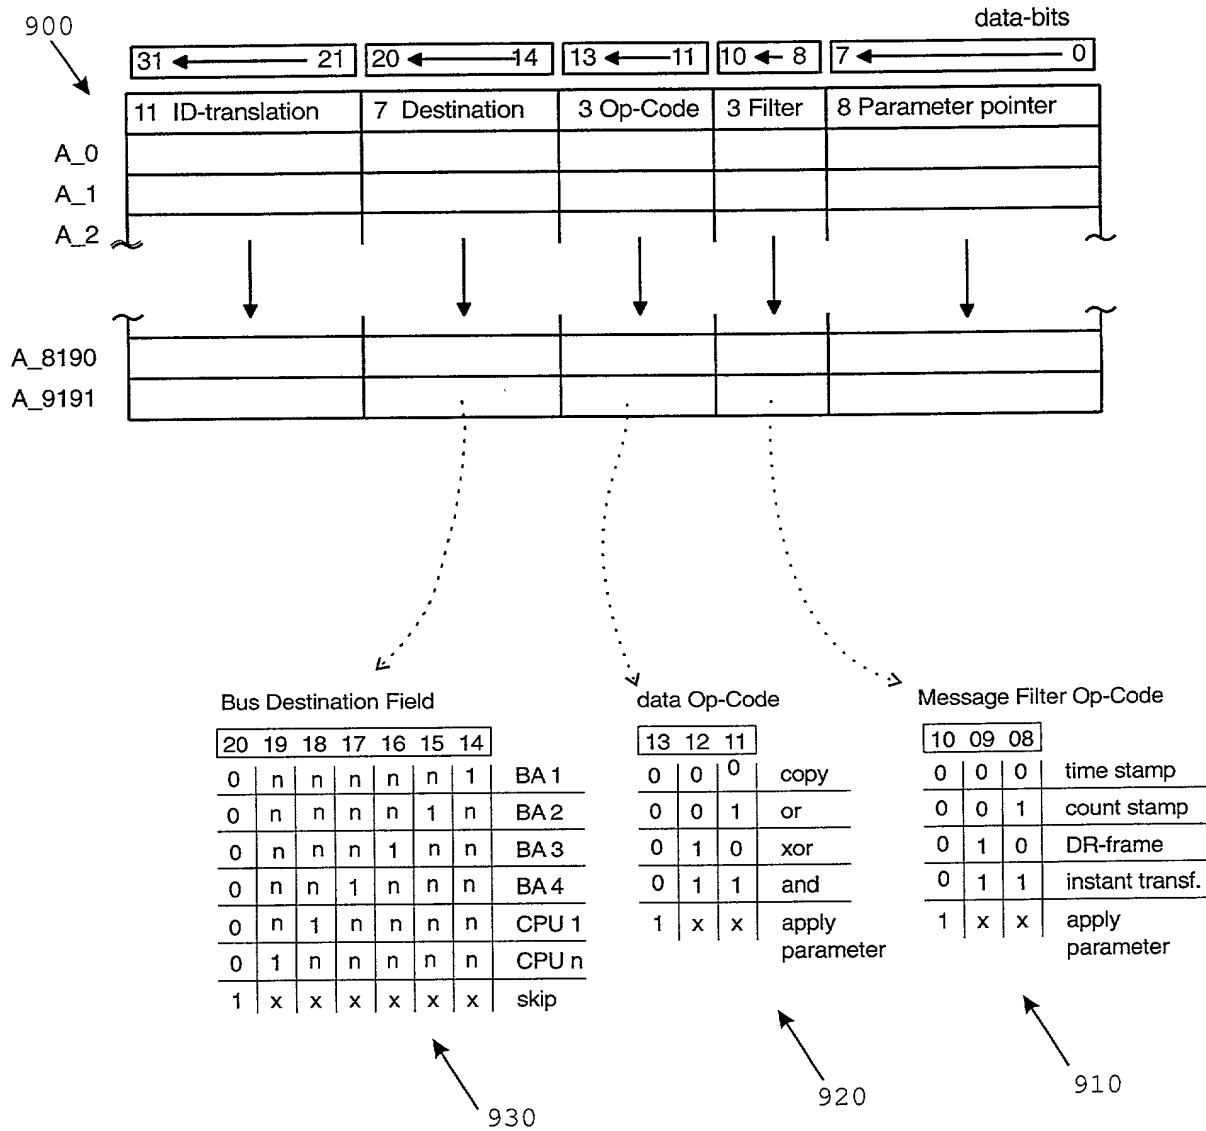 data-bits
900
31 21 20 14 13 11 10 8 7 0
11 ID-translation 7 Destination 3 Op-Code 3 Filter 8 Parameter pointer
A_0
A_1
A_2
A_8190
A_9191
Bus Destination Field
20 19 18 17 16 15 14
0 n n n n n 1 BA 1
0 n n n n 1 n BA 2
0 n n n 1 n n BA 3
0 n n 1 n n n BA 4
0 n 1 n n n n CPU 1
0 1 n n n n n CPU n
1 x x x x x x skip
930
data Op-Code
13 12 11
0 0 0 copy
0 0 1 or
0 1 0 xor
0 1 1 and
1 x x apply
parameter
920
Message Filter Op-Code
10 09 08
0 0 0 time stamp
0 0 1 count stamp
0 1 0 DR-frame
0 1 1 instant transf.
1 x x apply
parameter
910